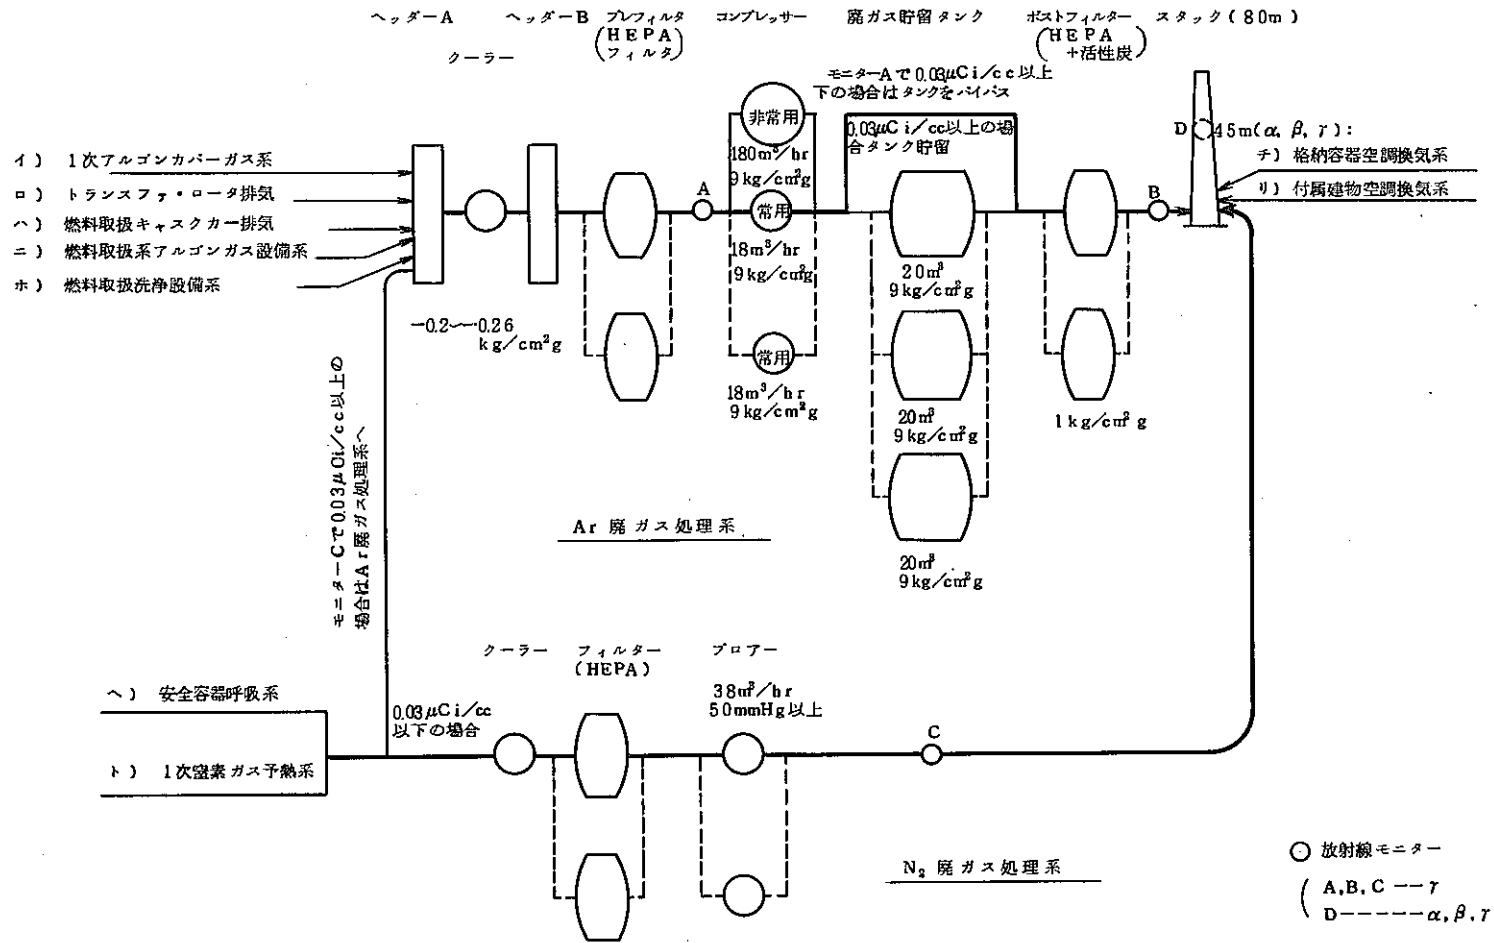 ヘッダーA
ヘッダーB
プレフィルタ
(HEPA
フィルタ)
コンプレッサー
廃ガス貯留タンク
ポストフィルター
(HEPA
+活性炭)
スタック(80m)
クーラー
モニターAで0.03μCi/cc以上
下の場合はタンクをバイパス
非常用
0.03μCi/cc以上の場
合タンク貯留
D
45m(α, β, γ):
イ) 1次アルゴンカバーガス系
ロ) トランスファ・ロータ排気
ハ) 燃料取扱キャスクカー排気
ニ) 燃料取扱系アルゴンガス設備系
ホ) 燃料取扱洗浄設備系
チ) 格納容器空調換気系
リ) 付属建物空調換気系
180m³/hr
9kg/cm²g
A
常用
B
18m³/hr
9kg/cm²g
20m³
9kg/cm²g
-0.2~-0.26
kg/cm²g
常用
18m³/hr
9kg/cm²g
20m³
9kg/cm²g
1kg/cm²g
モニターCで0.03μCi/cc以上の
場合はAr廃ガス処理系へ
Ar 廃ガス処理系
20m³
9kg/cm²g
クーラー
フィルター
(HEPA)
ブロアー
38m³/hr
50mmHg以上
ヘ) 安全容器呼吸系
0.03μCi/cc
以下の場合
C
ト) 1次窒素ガス予熱系
N₂ 廃ガス処理系
○ 放射線モニター
(A,B,C --- γ
D------α,β,γ